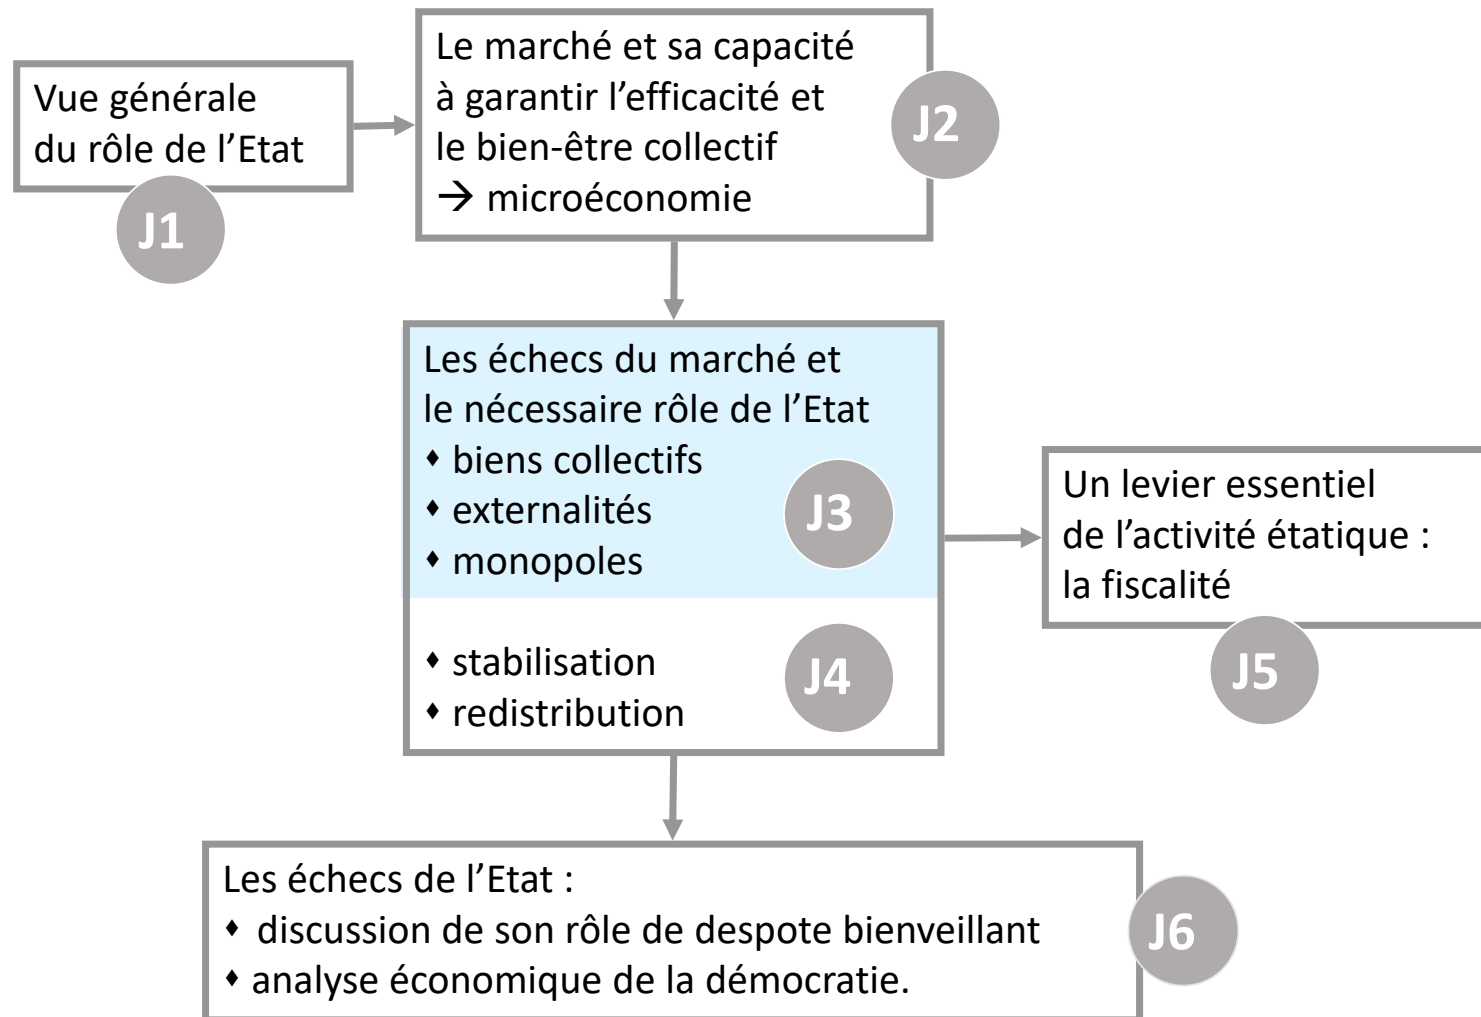 Vue générale
du rôle de l’Etat
J1
Le marché et sa capacité
à garantir l’efficacité et
le bien-être collectif
→ microéconomie
J2
Les échecs du marché et
le nécessaire rôle de l’Etat
♦ biens collectifs
♦ externalités
♦ monopoles
J3
♦ stabilisation
♦ redistribution
J4
Un levier essentiel
de l’activité étatique :
la fiscalité
J5
Les échecs de l’Etat :
♦ discussion de son rôle de despote bienveillant
♦ analyse économique de la démocratie.
J6